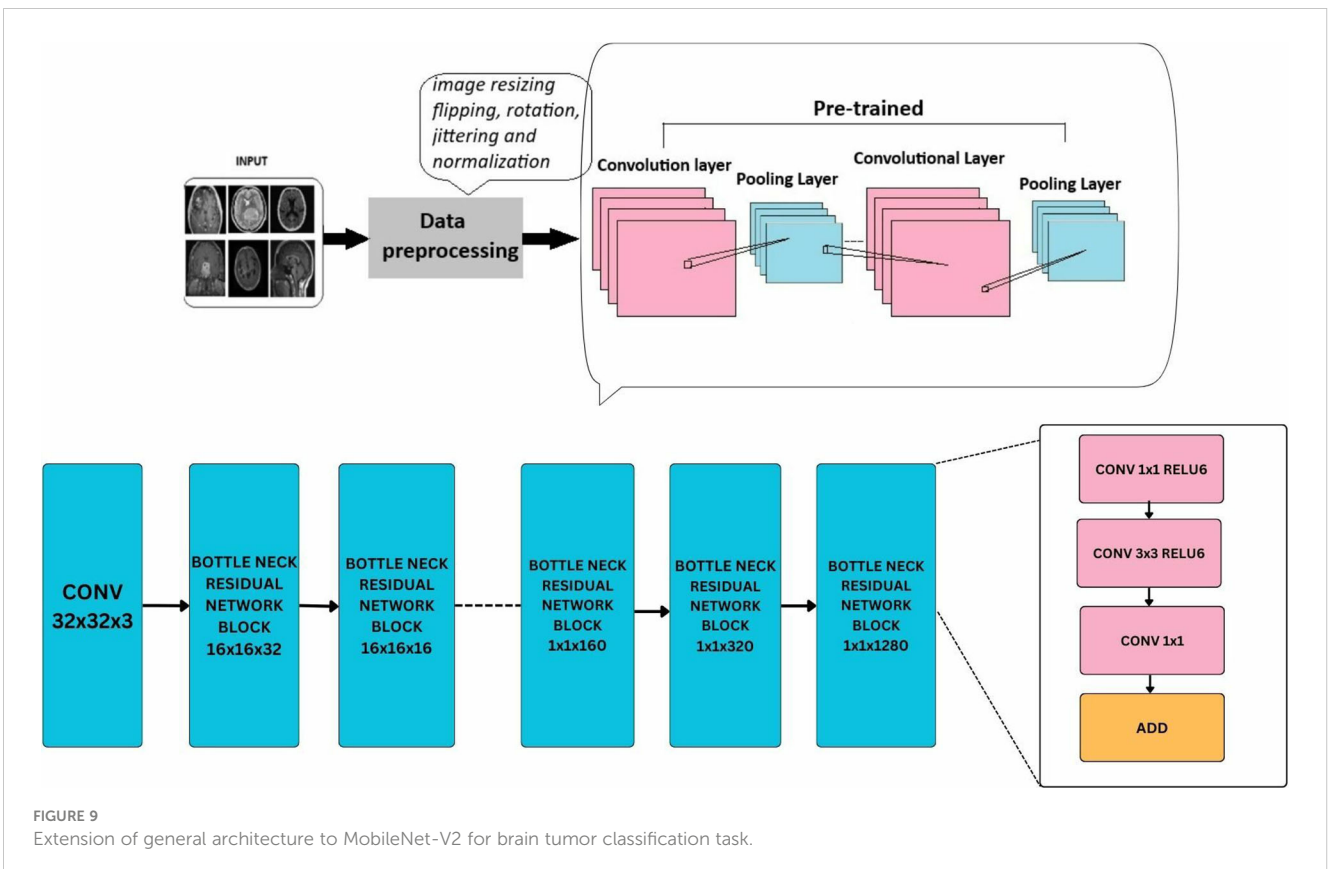 image resizing
flipping, rotation,
jittering and
normalization
Pre-trained
INPUT
Convolution layer
Pooling Layer
Convolutional Layer
Pooling Layer
Data
preprocessing
CONV
32x32x3
BOTTLE NECK
RESIDUAL
NETWORK
BLOCK
16x16x32
BOTTLE NECK
RESIDUAL
NETWORK
BLOCK
16x16x16
BOTTLE NECK
RESIDUAL
NETWORK
BLOCK
1x1x160
BOTTLE NECK
RESIDUAL
NETWORK
BLOCK
1x1x320
BOTTLE NECK
RESIDUAL
NETWORK
BLOCK
1x1x1280
CONV 1x1 RELU6
CONV 3x3 RELU6
CONV 1x1
ADD
FIGURE 9
Extension of general architecture to MobileNet-V2 for brain tumor classification task.